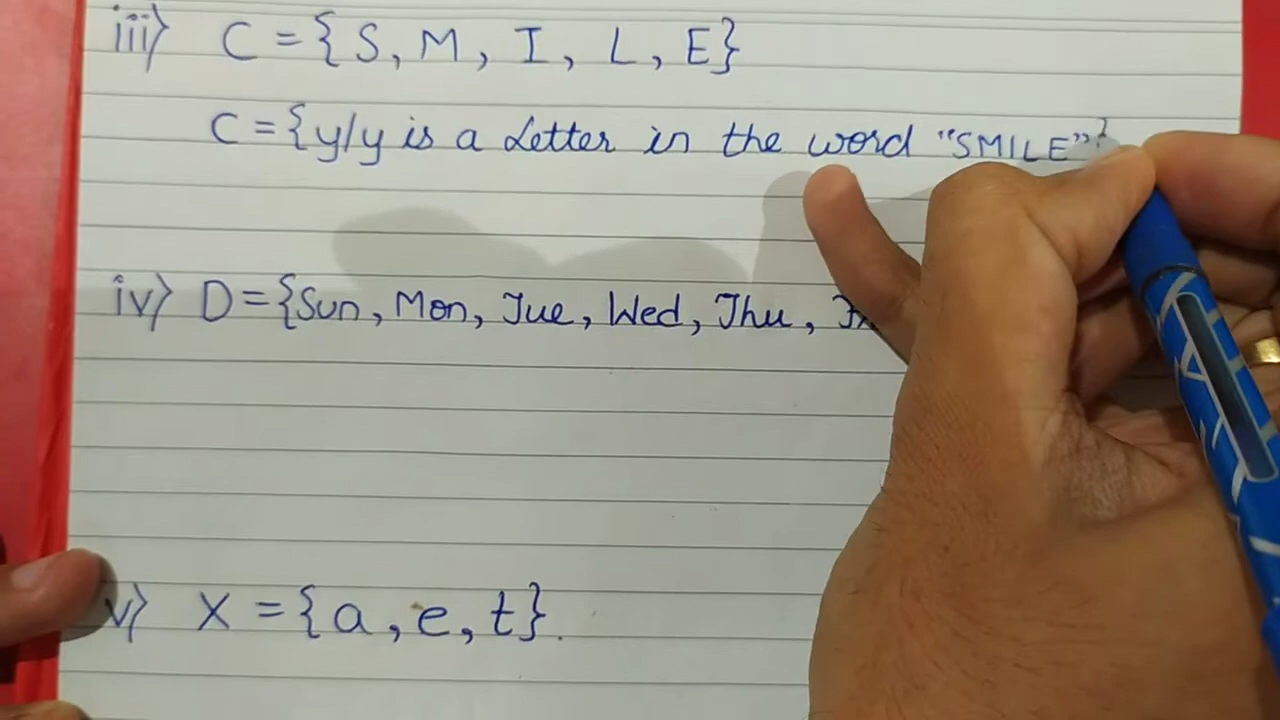 iii) C = {S, M, I, L, E}
C = {y/y is a Letter in the word "SMILE"}
iv) D = {Sun, Mon, Tue, Wed, Thu,
v) X = {a, e, t}.